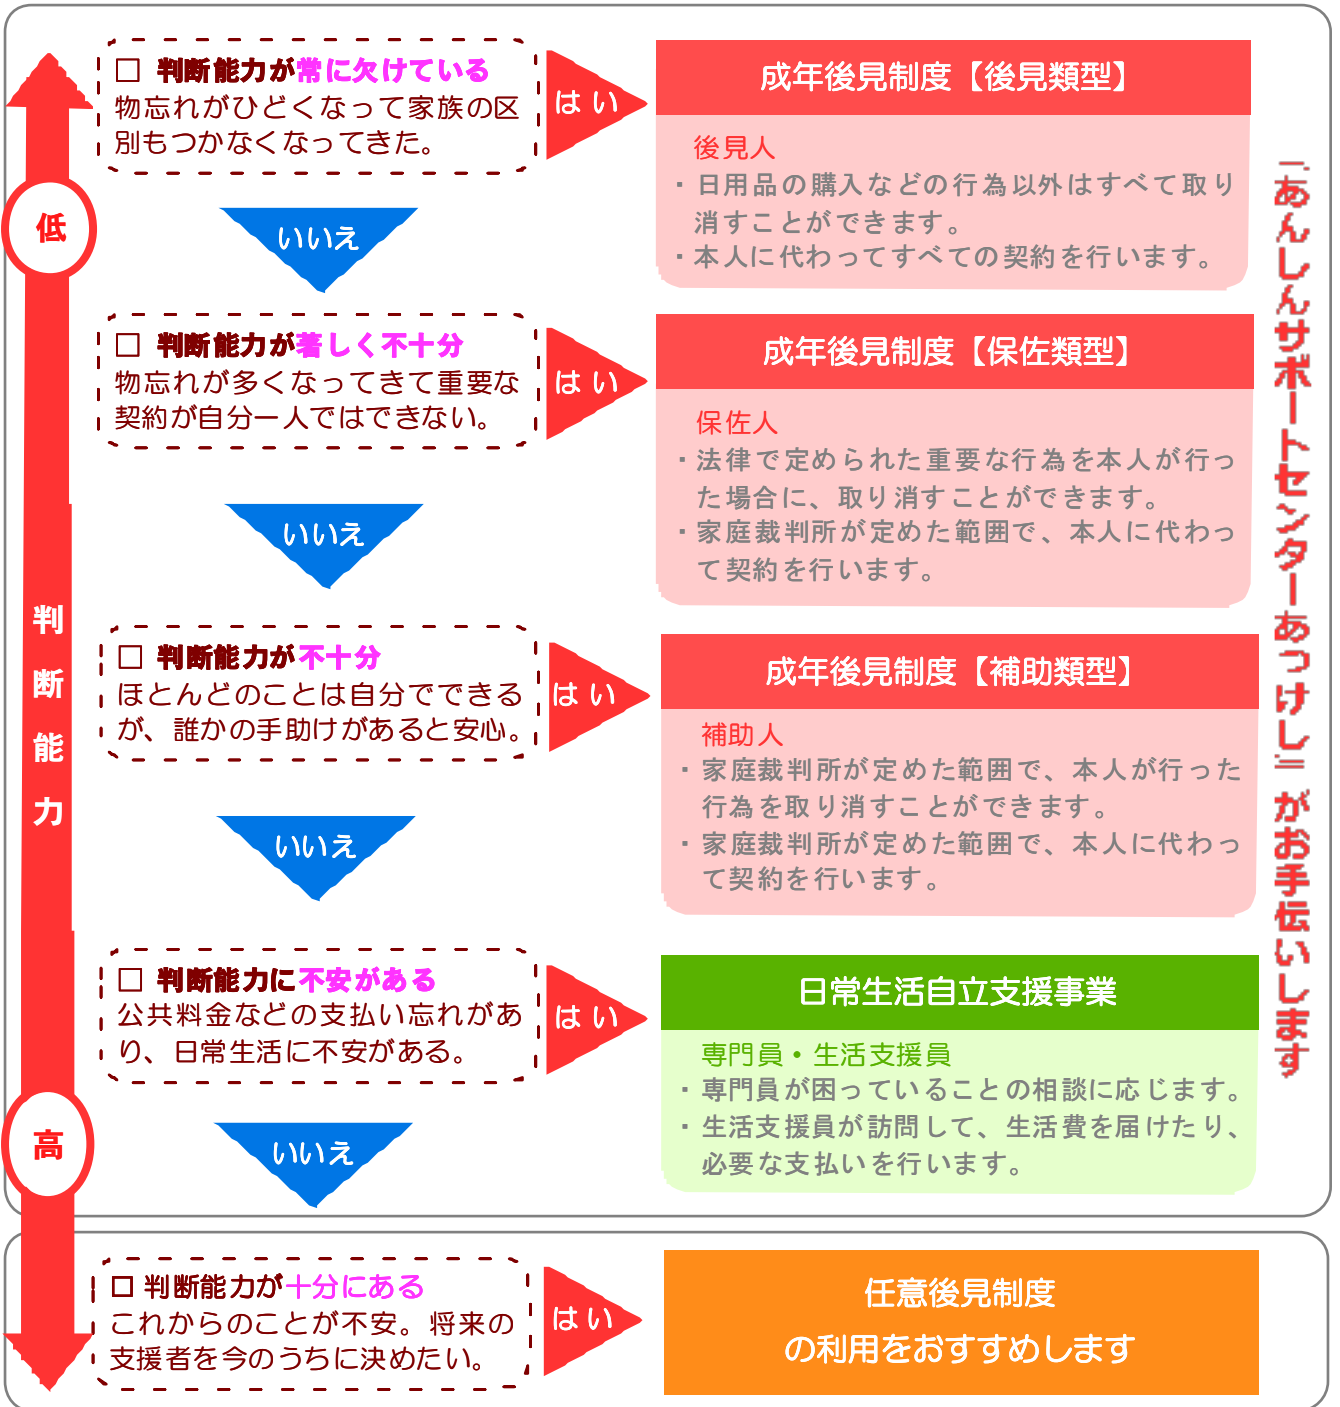 □ 判断能力が常に欠けている
物忘れがひどくなって家族の区
別もつかなくなってきた。
はい
成年後見制度【後見類型】
後見人
・日用品の購入などの行為以外はすべて取り
消すことができます。
・本人に代わってすべての契約を行います。
低
いいえ
□ 判断能力が著しく不十分
物忘れが多くなってきて重要な
契約が自分一人ではできない。
はい
成年後見制度【保佐類型】
保佐人
・法律で定められた重要な行為を本人が行っ
た場合に、取り消すことができます。
・家庭裁判所が定めた範囲で、本人に代わっ
て契約を行います。
いいえ
判断能力
□ 判断能力が不十分
ほとんどのことは自分でできる
が、誰かの手助けがあると安心。
はい
成年後見制度【補助類型】
補助人
・家庭裁判所が定めた範囲で、本人が行った
行為を取り消すことができます。
・家庭裁判所が定めた範囲で、本人に代わっ
て契約を行います。
いいえ
□ 判断能力に不安がある
公共料金などの支払い忘れがあ
り、日常生活に不安がある。
はい
日常生活自立支援事業
専門員・生活支援員
・専門員が困っていることの相談に応じます。
・生活支援員が訪問して、生活費を届けたり、
必要な支払いを行います。
高
いいえ
「あんしんサポートセンターあっけし」がお手伝いします
□ 判断能力が十分にある
これからのことが不安。将来の
支援者を今のうちに決めたい。
はい
任意後見制度
の利用をおすすめします